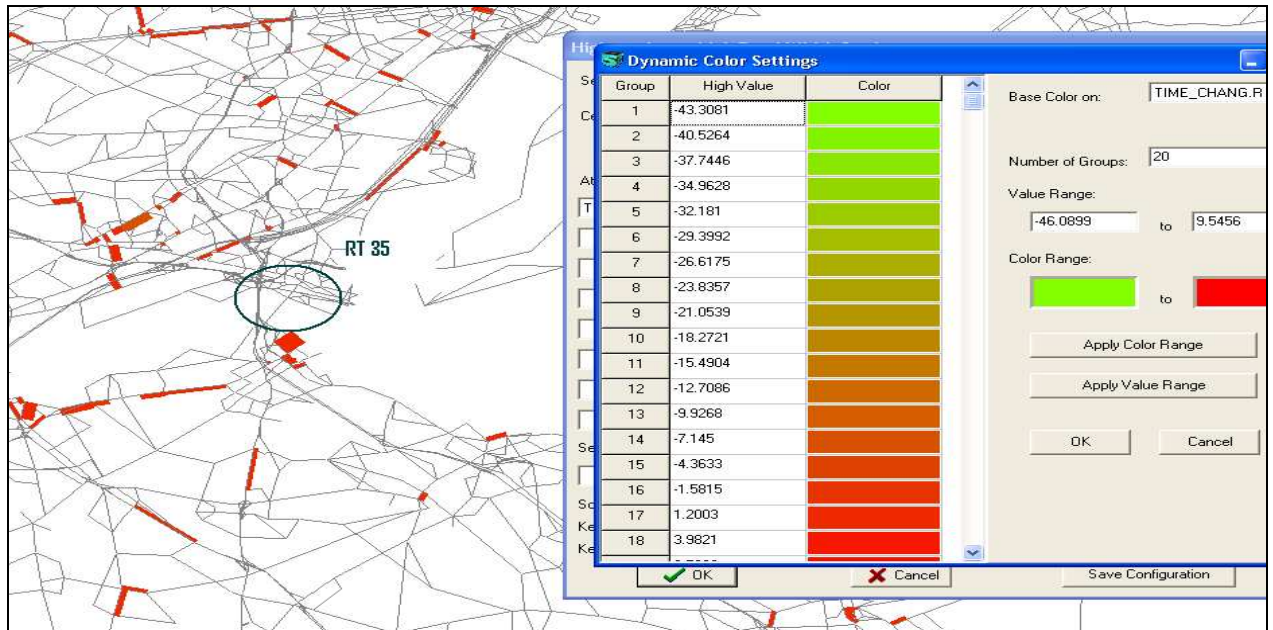 RT 35
Dynamic Color Settings
Group High Value Color
1 -43.3081
2 -40.5264
3 -37.7446
4 -34.9628
5 -32.181
6 -29.3992
7 -26.6175
8 -23.8357
9 -21.0539
10 -18.2721
11 -15.4904
12 -12.7086
13 -9.9268
14 -7.145
15 -4.3633
16 -1.5815
17 1.2003
18 3.9821
Base Color on: TIME_CHANG.R
Number of Groups: 20
Value Range:
-46.0899 to 9.5456
Color Range:
to
Apply Color Range
Apply Value Range
OK Cancel
OK Cancel Save Configuration